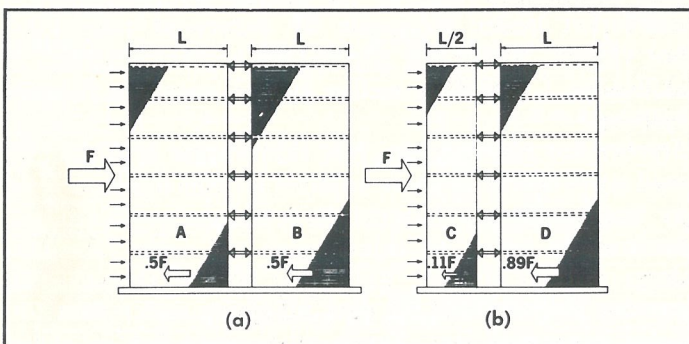 L L L/2 L
F F
A B C D
.5F .5F .11F .89F
(a) (b)